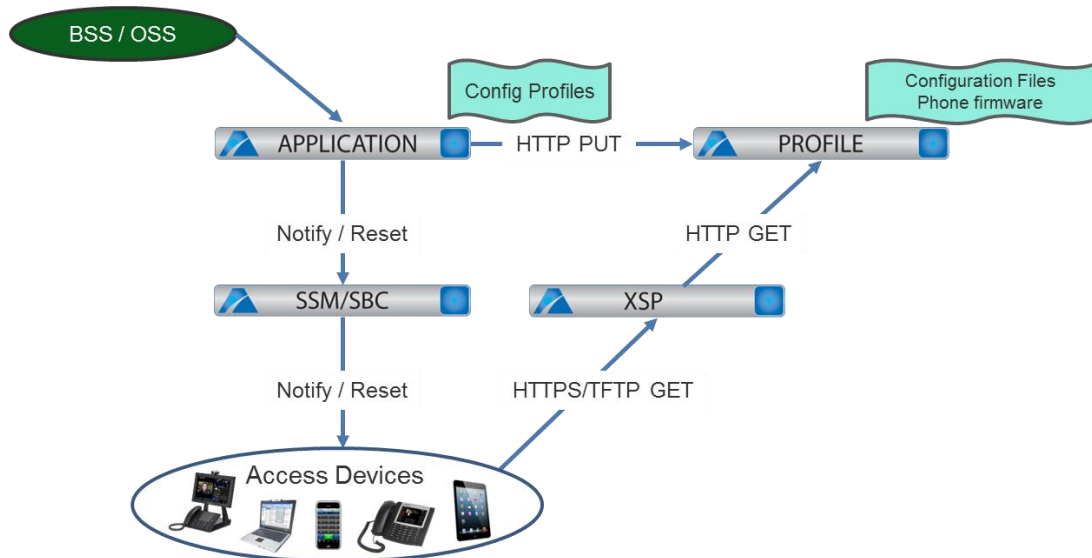 BSS / OSS
Config Profiles
Configuration Files
Phone firmware
APPLICATION
HTTP PUT
PROFILE
Notify / Reset
HTTP GET
SSM/SBC
XSP
Notify / Reset
HTTPS/TFTP GET
Access Devices